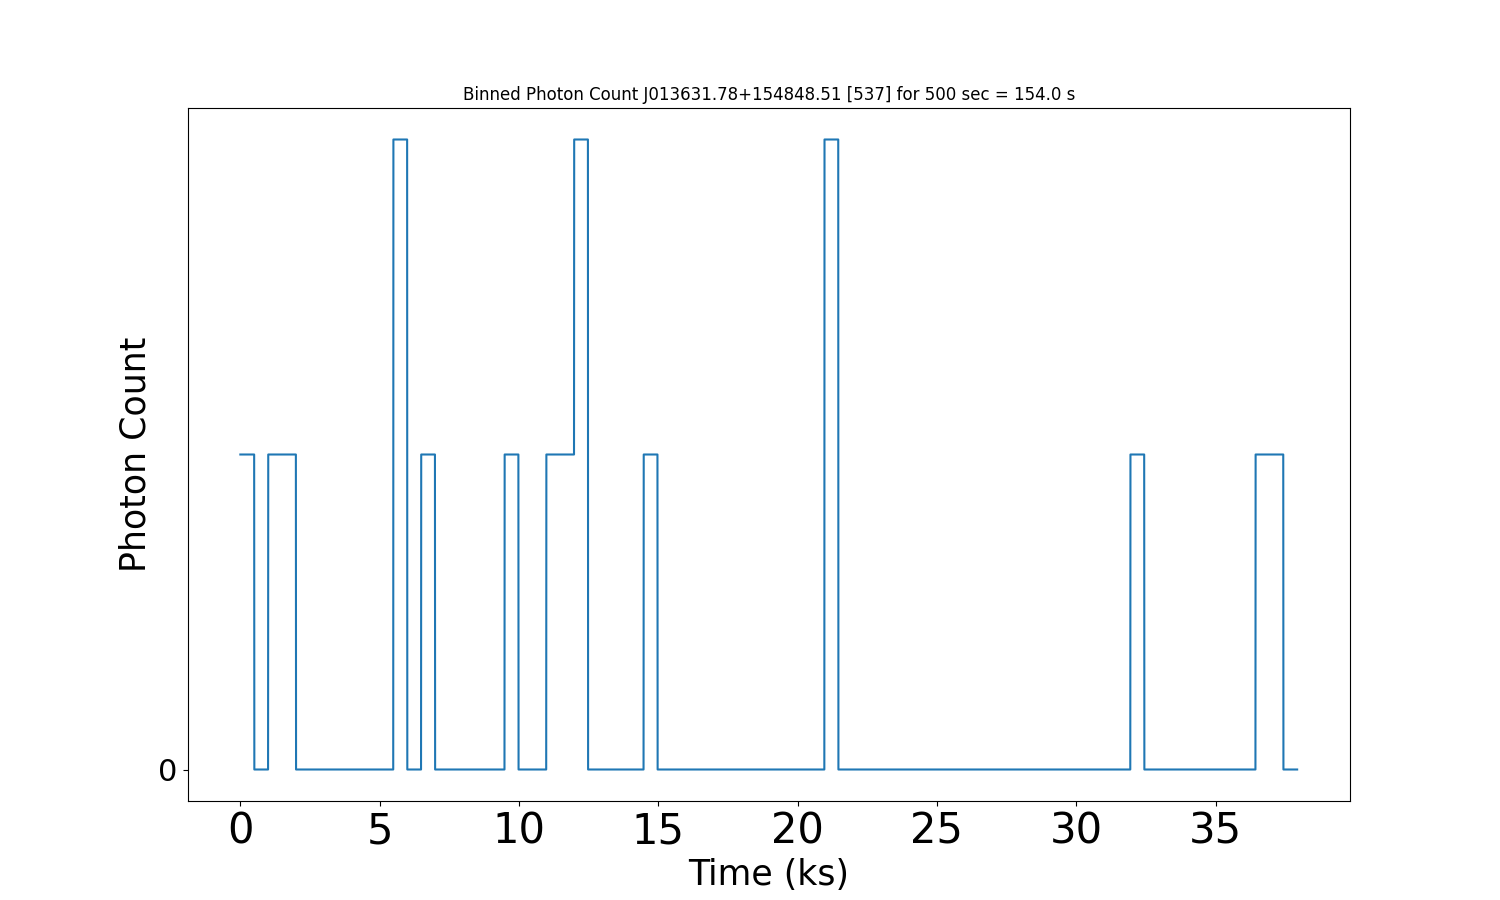 Binned Photon Count J013631.78+154848.51 [537] for 500 sec = 154.0 s
Photon Count
0
0 5 10 15 20 25 30 35
Time (ks)